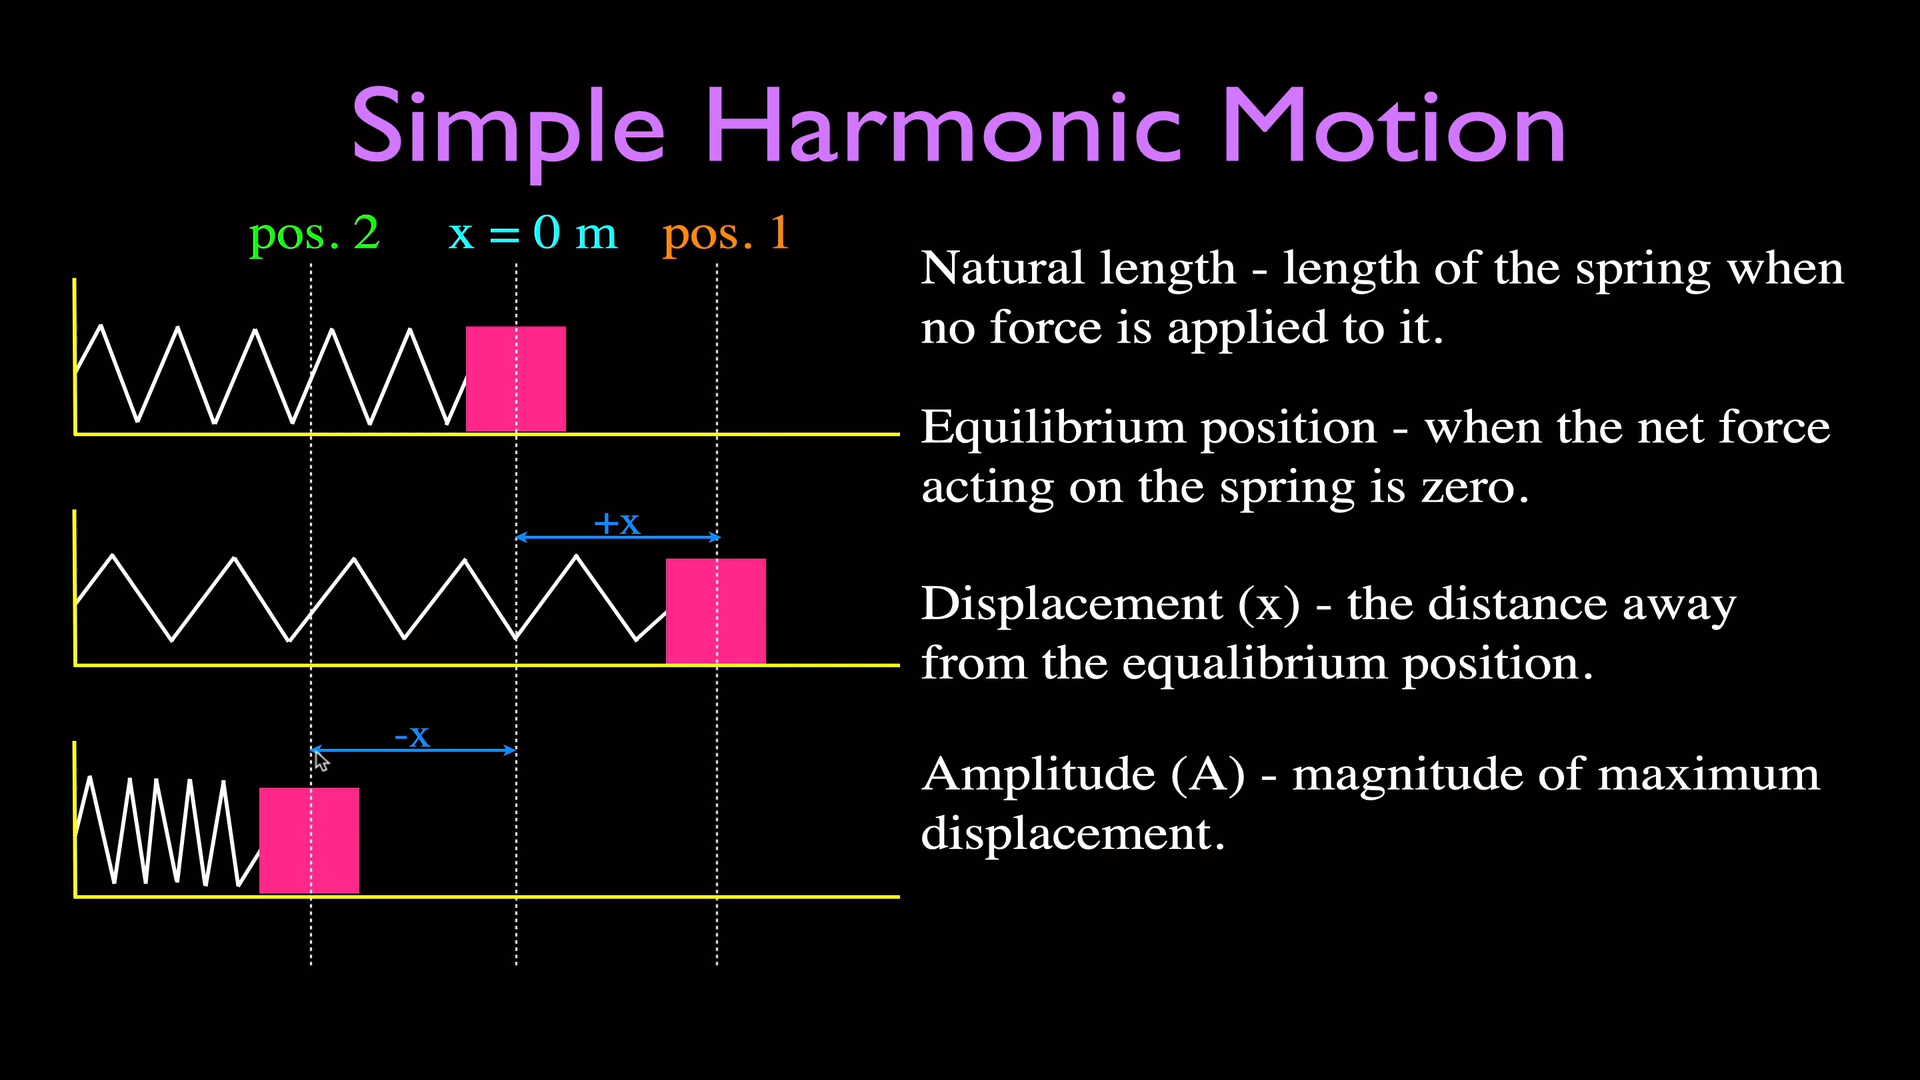 Simple Harmonic Motion
pos. 2
x = 0 m
pos. 1
+x
-x
Natural length - length of the spring when
no force is applied to it.
Equilibrium position - when the net force
acting on the spring is zero.
Displacement (x) - the distance away
from the equalibrium position.
Amplitude (A) - magnitude of maximum
displacement.